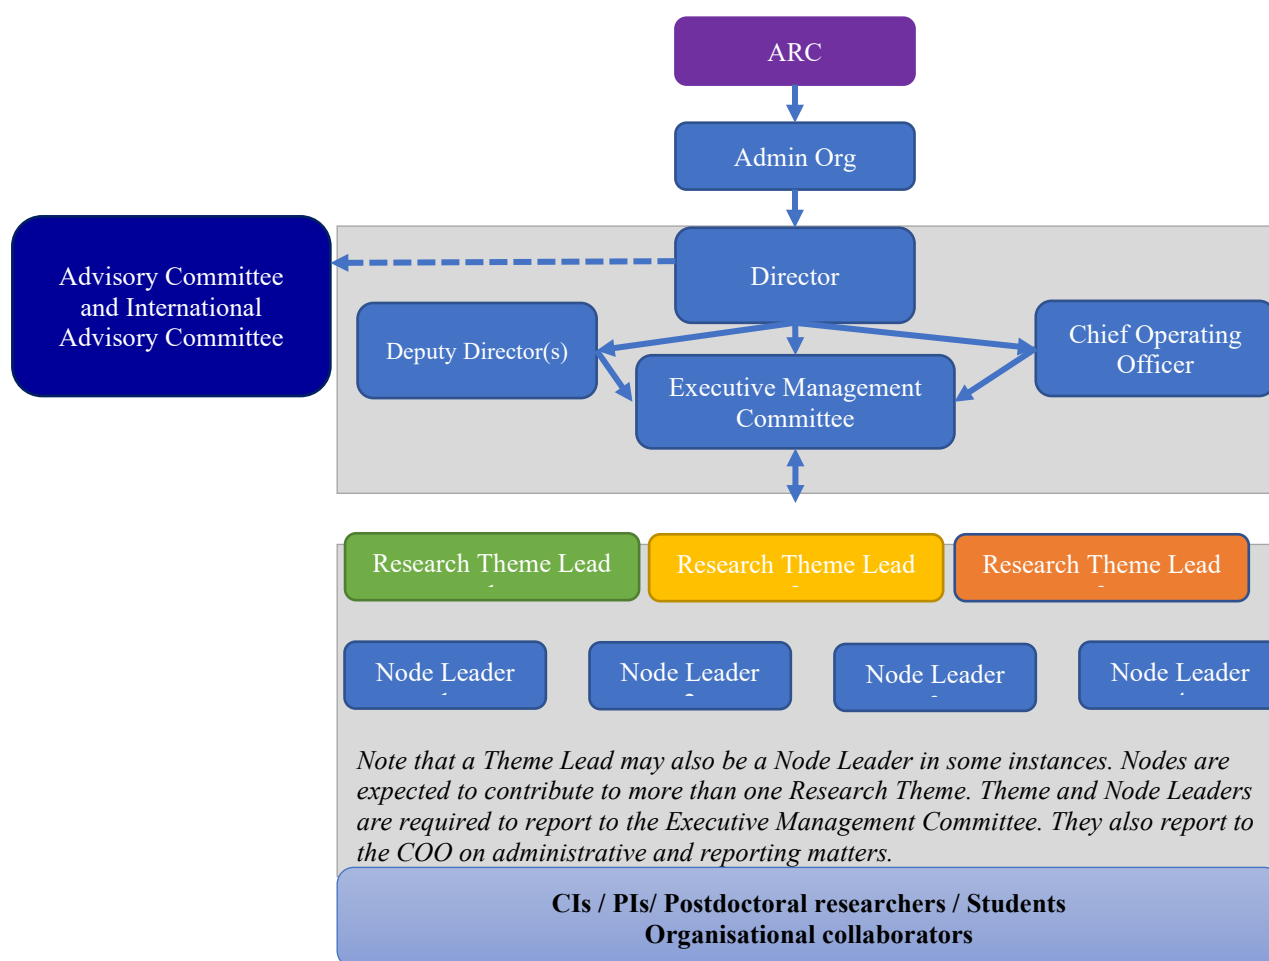 ARC
Admin Org
Advisory Committee
and International
Advisory Committee
Director
Deputy Director(s)
Chief Operating
Officer
Executive Management
Committee
Research Theme Lead
Research Theme Lead
Research Theme Lead
Node Leader
Node Leader
Node Leader
Node Leader
Note that a Theme Lead may also be a Node Leader in some instances. Nodes are
expected to contribute to more than one Research Theme. Theme and Node Leaders
are required to report to the Executive Management Committee. They also report to
the COO on administrative and reporting matters.
CIs / PIs/ Postdoctoral researchers / Students
Organisational collaborators